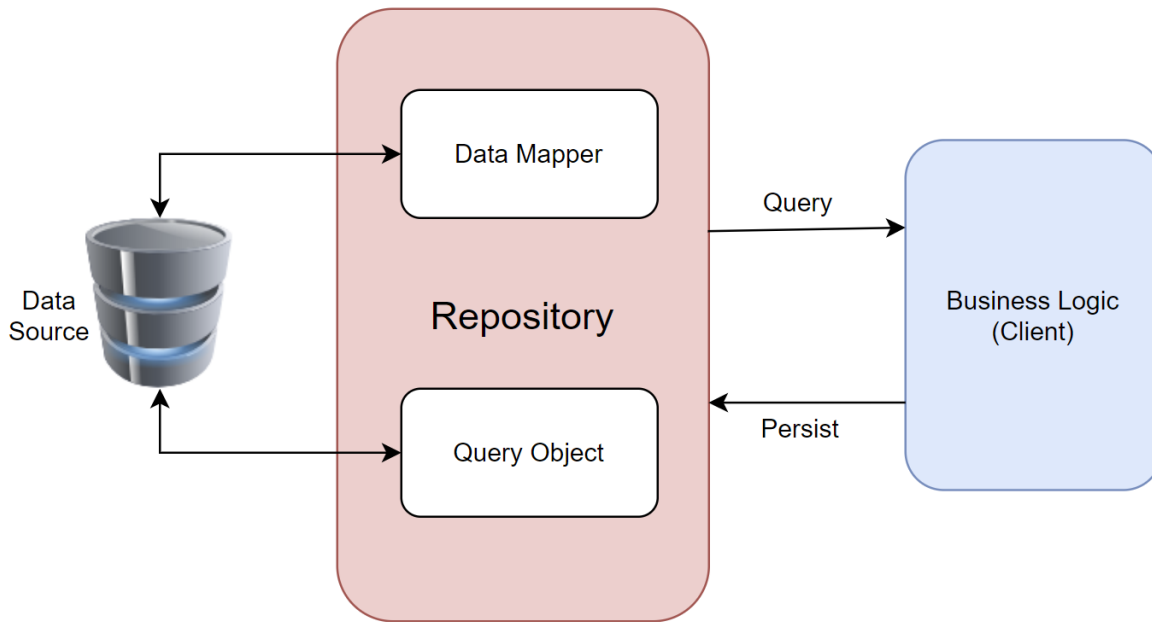 Data Mapper
Query
Data
Source
Repository
Business Logic
(Client)
Persist
Query Object